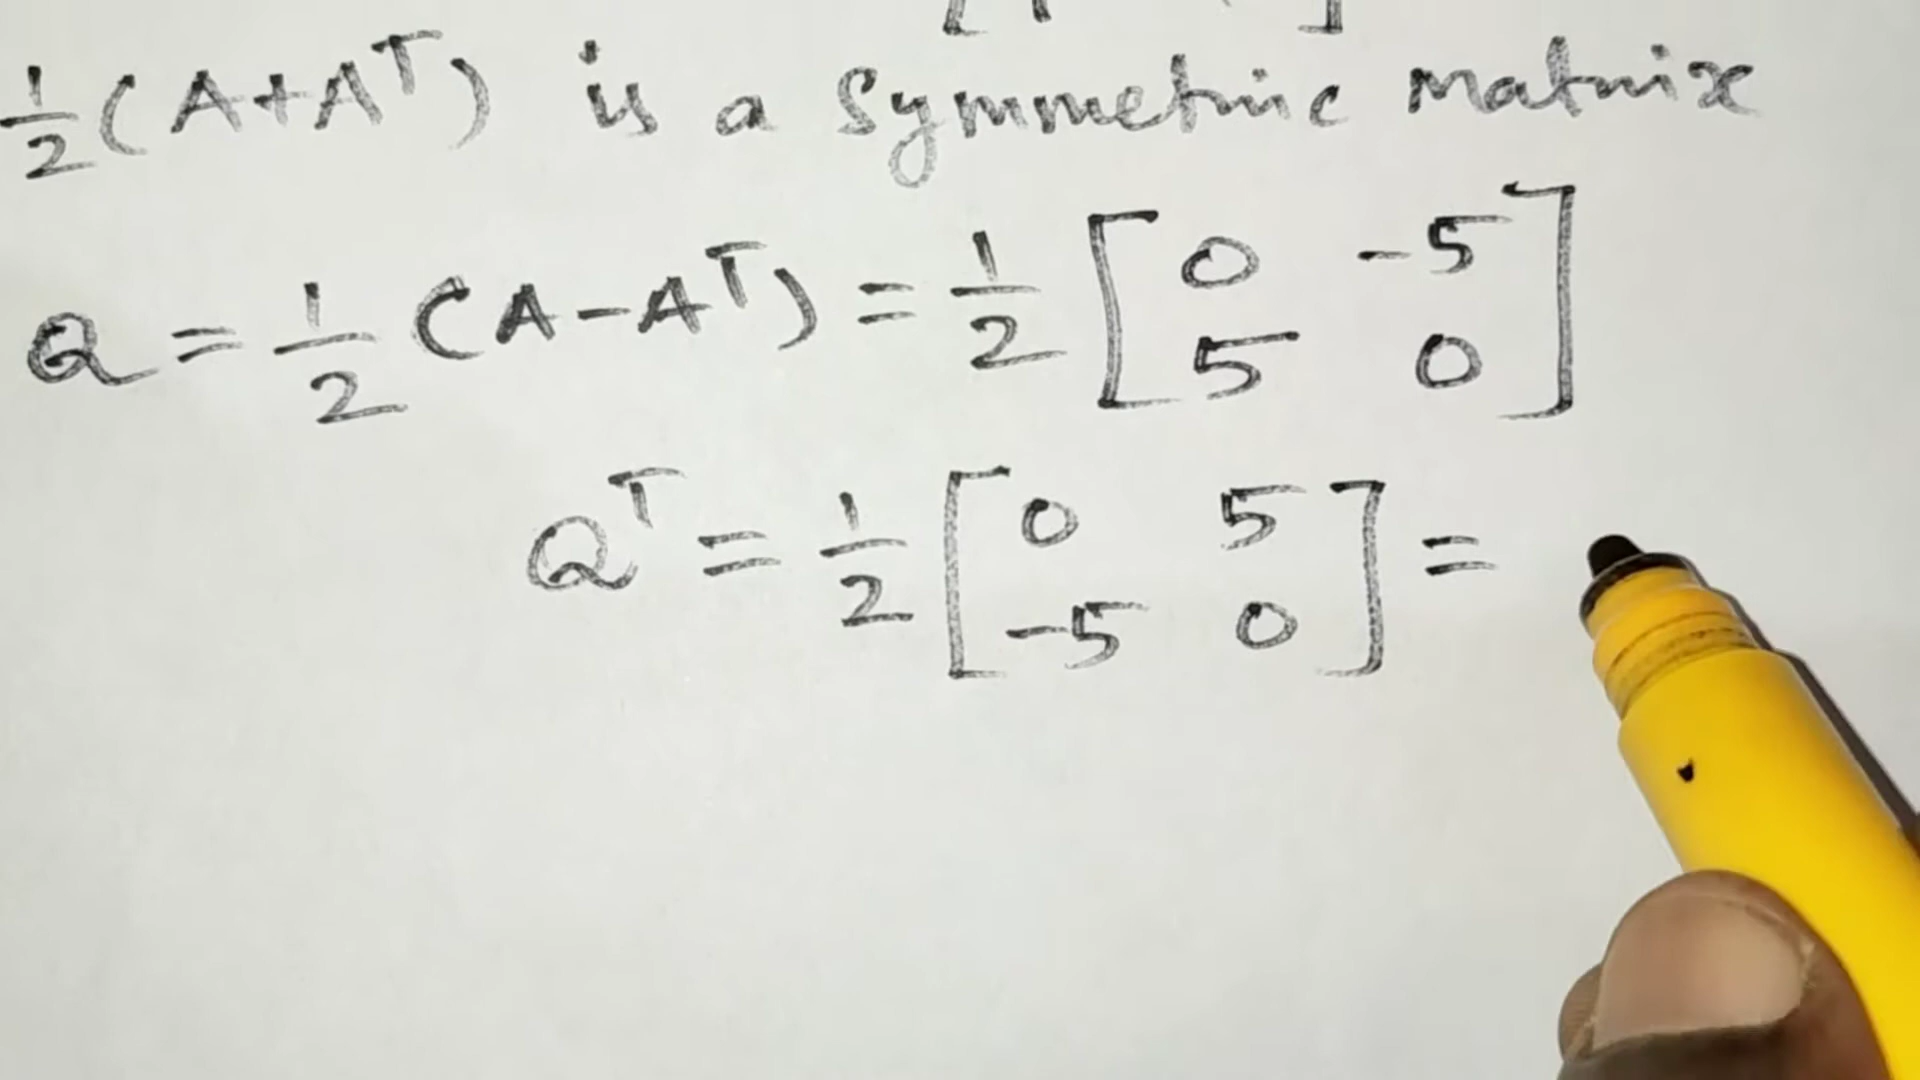 ½(A+Aᵀ) is a symmetric matrix
Q = ½(A-Aᵀ) = ½ [0 -5; 5 0]
Qᵀ = ½ [0 5; -5 0] =